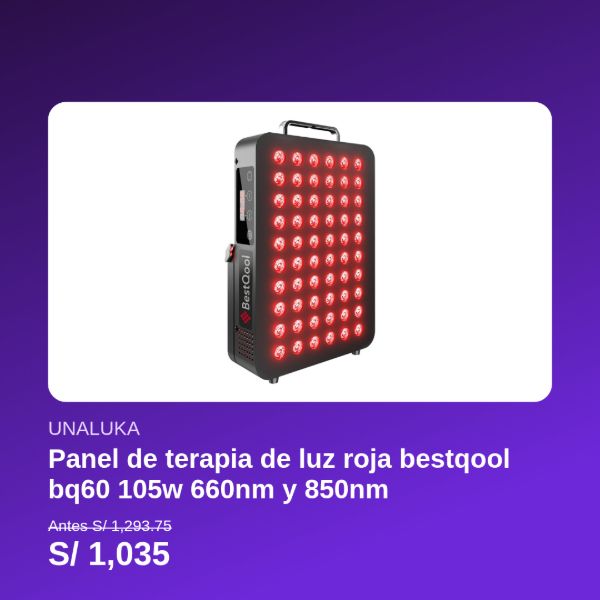 BestQool
UNALUKA
Panel de terapia de luz roja bestqool
bq60 105w 660nm y 850nm
Antes S/ 1,293.75
S/ 1,035